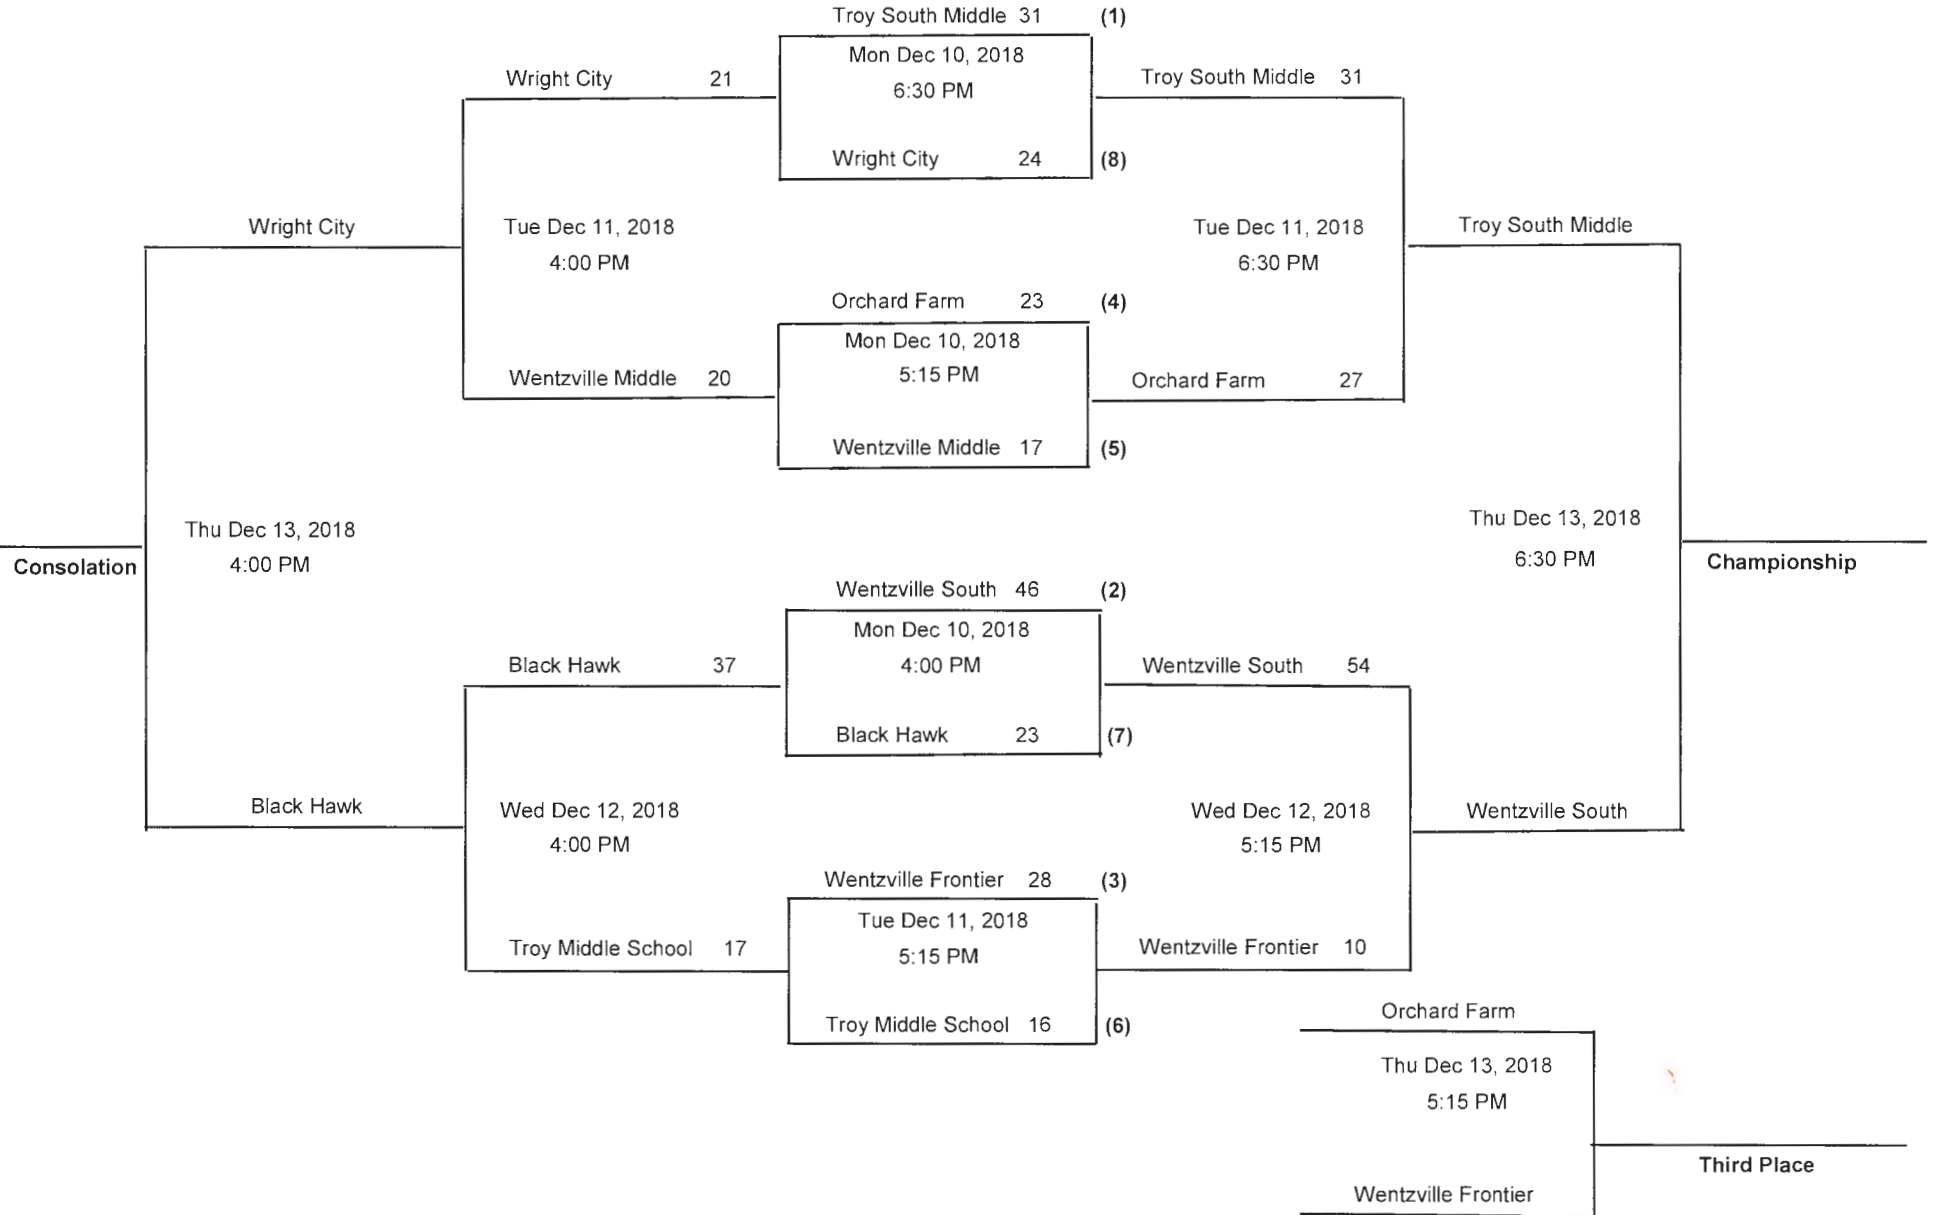 Troy South Middle 31 (1)
Mon Dec 10, 2018
6:30 PM
Wright City 24 (8)
Wright City 21
Troy South Middle 31
Wright City
Tue Dec 11, 2018
4:00 PM
Tue Dec 11, 2018
6:30 PM
Troy South Middle
Orchard Farm 23 (4)
Mon Dec 10, 2018
5:15 PM
Wentzville Middle 17 (5)
Wentzville Middle 20
Orchard Farm 27
Thu Dec 13, 2018
4:00 PM
Consolation
Thu Dec 13, 2018
6:30 PM
Championship
Wentzville South 46 (2)
Mon Dec 10, 2018
4:00 PM
Black Hawk 23 (7)
Black Hawk 37
Wentzville South 54
Black Hawk
Wed Dec 12, 2018
4:00 PM
Wed Dec 12, 2018
5:15 PM
Wentzville South
Wentzville Frontier 28 (3)
Tue Dec 11, 2018
5:15 PM
Troy Middle School 16 (6)
Troy Middle School 17
Wentzville Frontier 10
Orchard Farm
Thu Dec 13, 2018
5:15 PM
Third Place
Wentzville Frontier